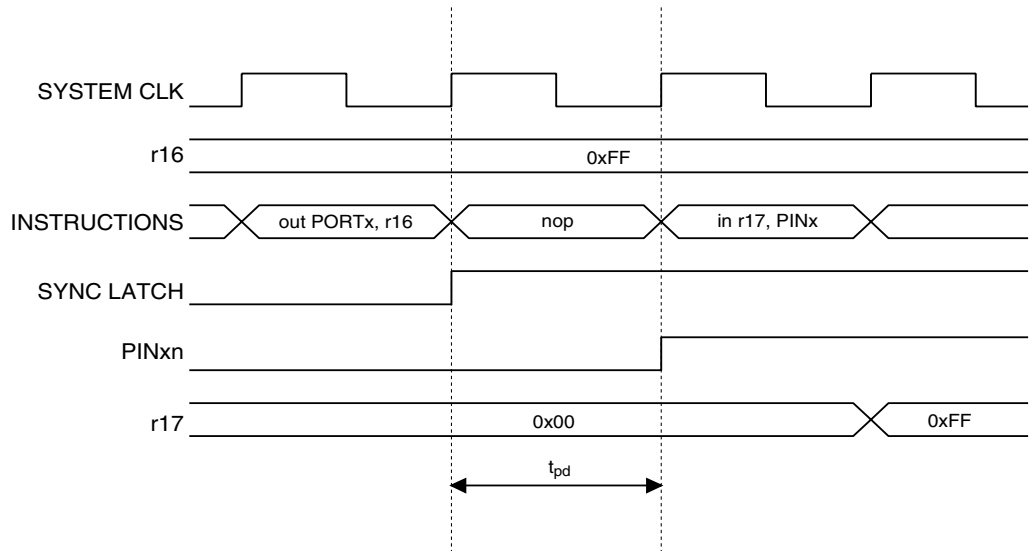 SYSTEM CLK
r16
0xFF
INSTRUCTIONS
out PORTx, r16
nop
in r17, PINx
SYNC LATCH
PINxn
r17
0x00
0xFF
tpd